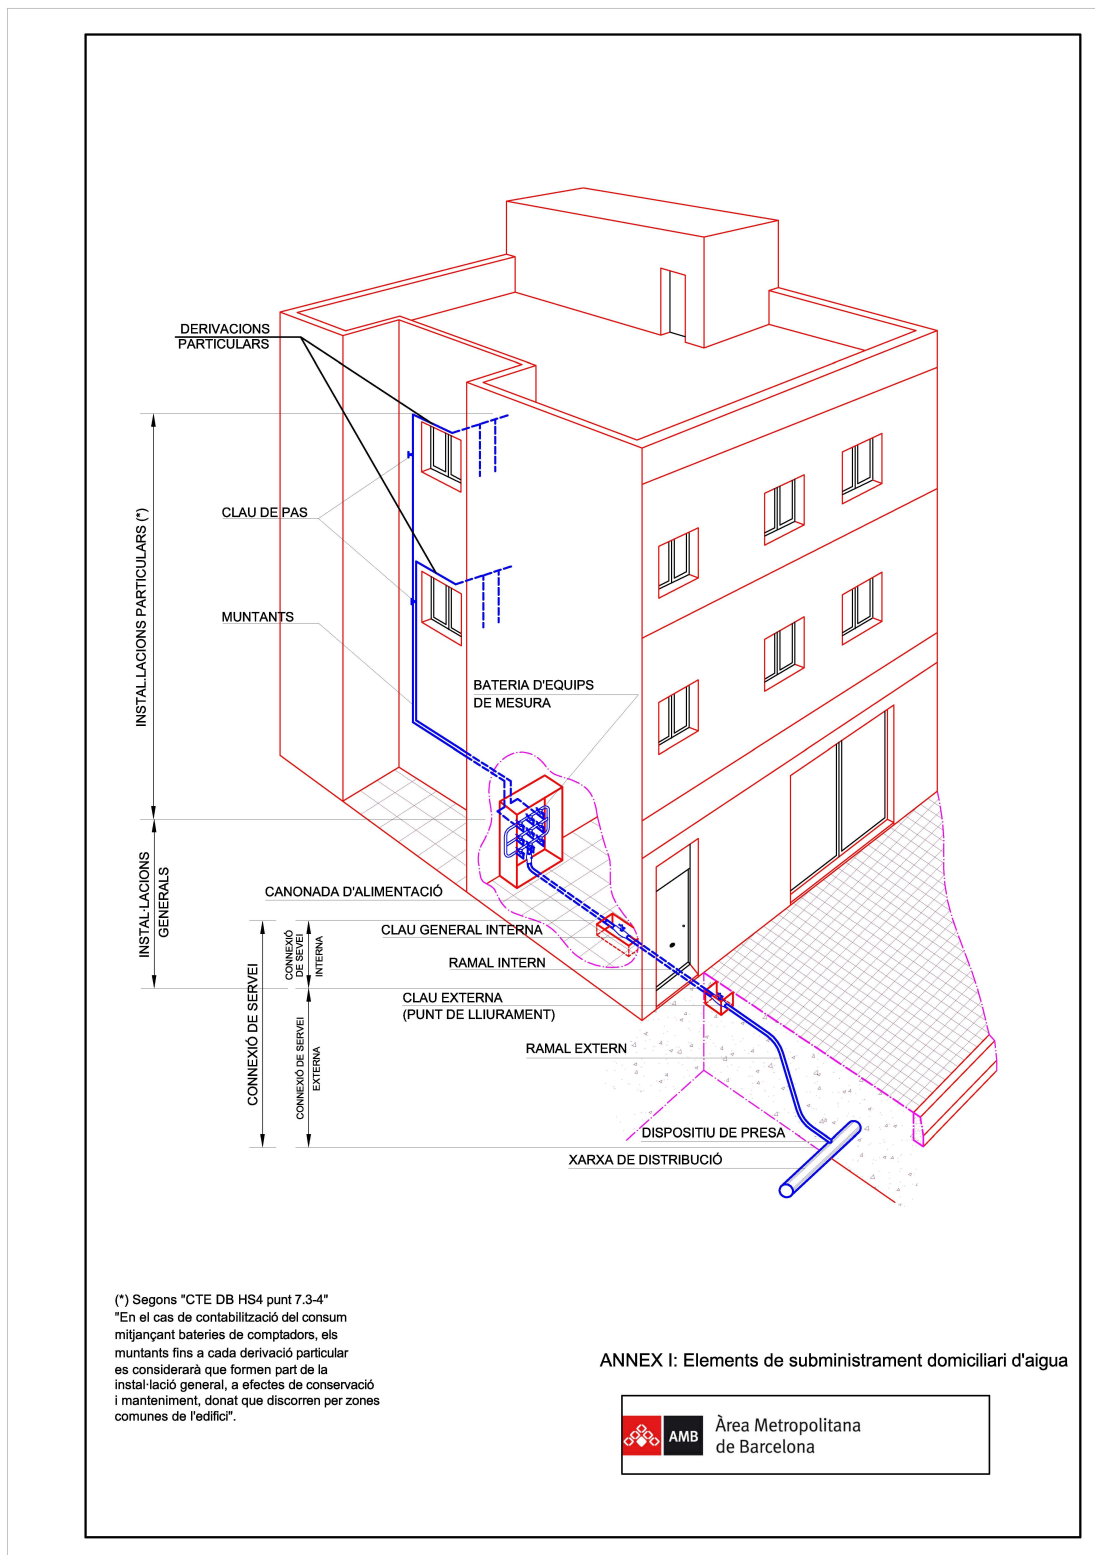 DERIVACIONS
PARTICULARS
CLAU DE PAS
MUNTANTS
BATERIA D'EQUIPS
DE MESURA
INSTAL.LACIONS PARTICULARS (*)
INSTAL·LACIONS
GENERALS
CANONADA D'ALIMENTACIÓ
CLAU GENERAL INTERNA
RAMAL INTERN
CLAU EXTERNA
(PUNT DE LLIURAMENT)
RAMAL EXTERN
CONNEXIÓ DE SERVEI
CONNEXIÓ
DE SEVEI
INTERNA
CONNEXIÓ DE SERVEI
EXTERNA
DISPOSITIU DE PRESA
XARXA DE DISTRIBUCIÓ
(*) Segons "CTE DB HS4 punt 7.3-4"
"En el cas de contabilització del consum
mitjançant bateries de comptadors, els
muntants fins a cada derivació particular
es considerarà que formen part de la
instal·lació general, a efectes de conservació
i manteniment, donat que discorren per zones
comunes de l'edifici".
ANNEX I: Elements de subministrament domiciliari d'aigua
AMB
Àrea Metropolitana
de Barcelona